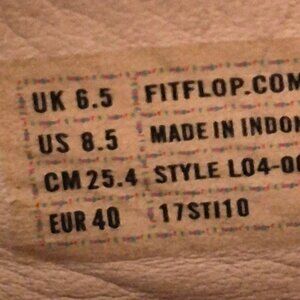 UK 6.5 FITFLOP.COM
US 8.5 MADE IN INDON
CM 25.4 STYLE L04-0
EUR 40 17STI10